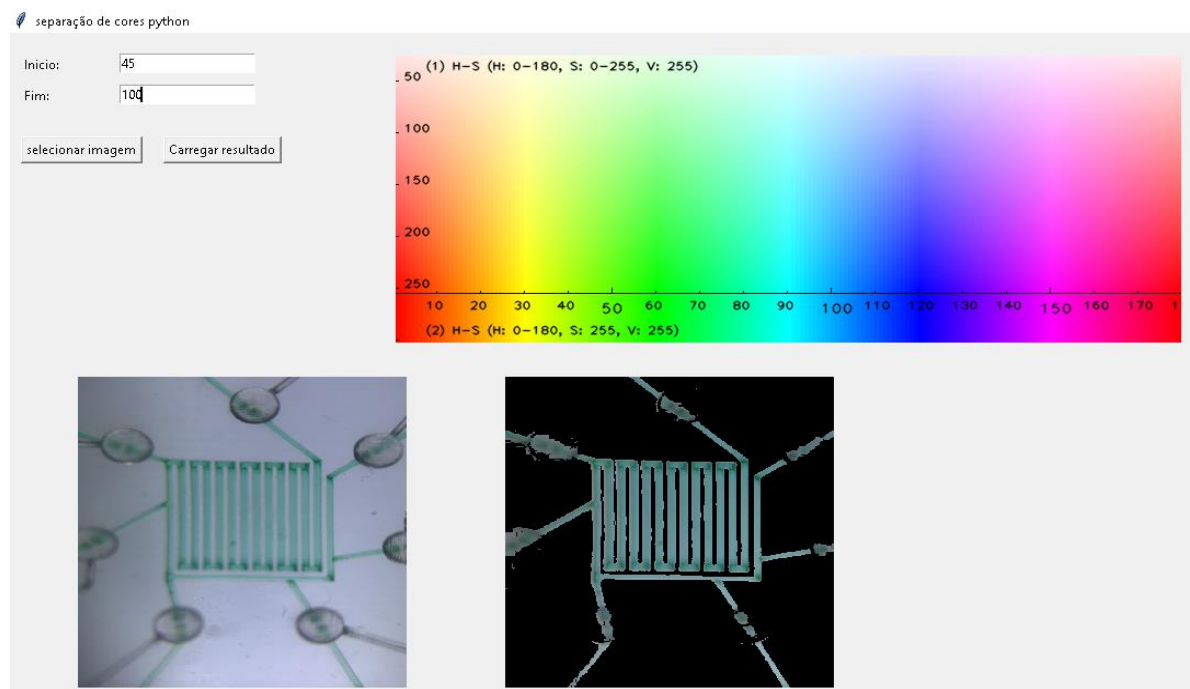 separação de cores python
Inicio: 45
Fim: 100
selecionar imagem Carregar resultado
(1) H-S (H: 0-180, S: 0-255, V: 255)
50
100
150
200
250
10 20 30 40 50 60 70 80 90 100 110 120 130 140 150 160 170 1
(2) H-S (H: 0-180, S: 255, V: 255)